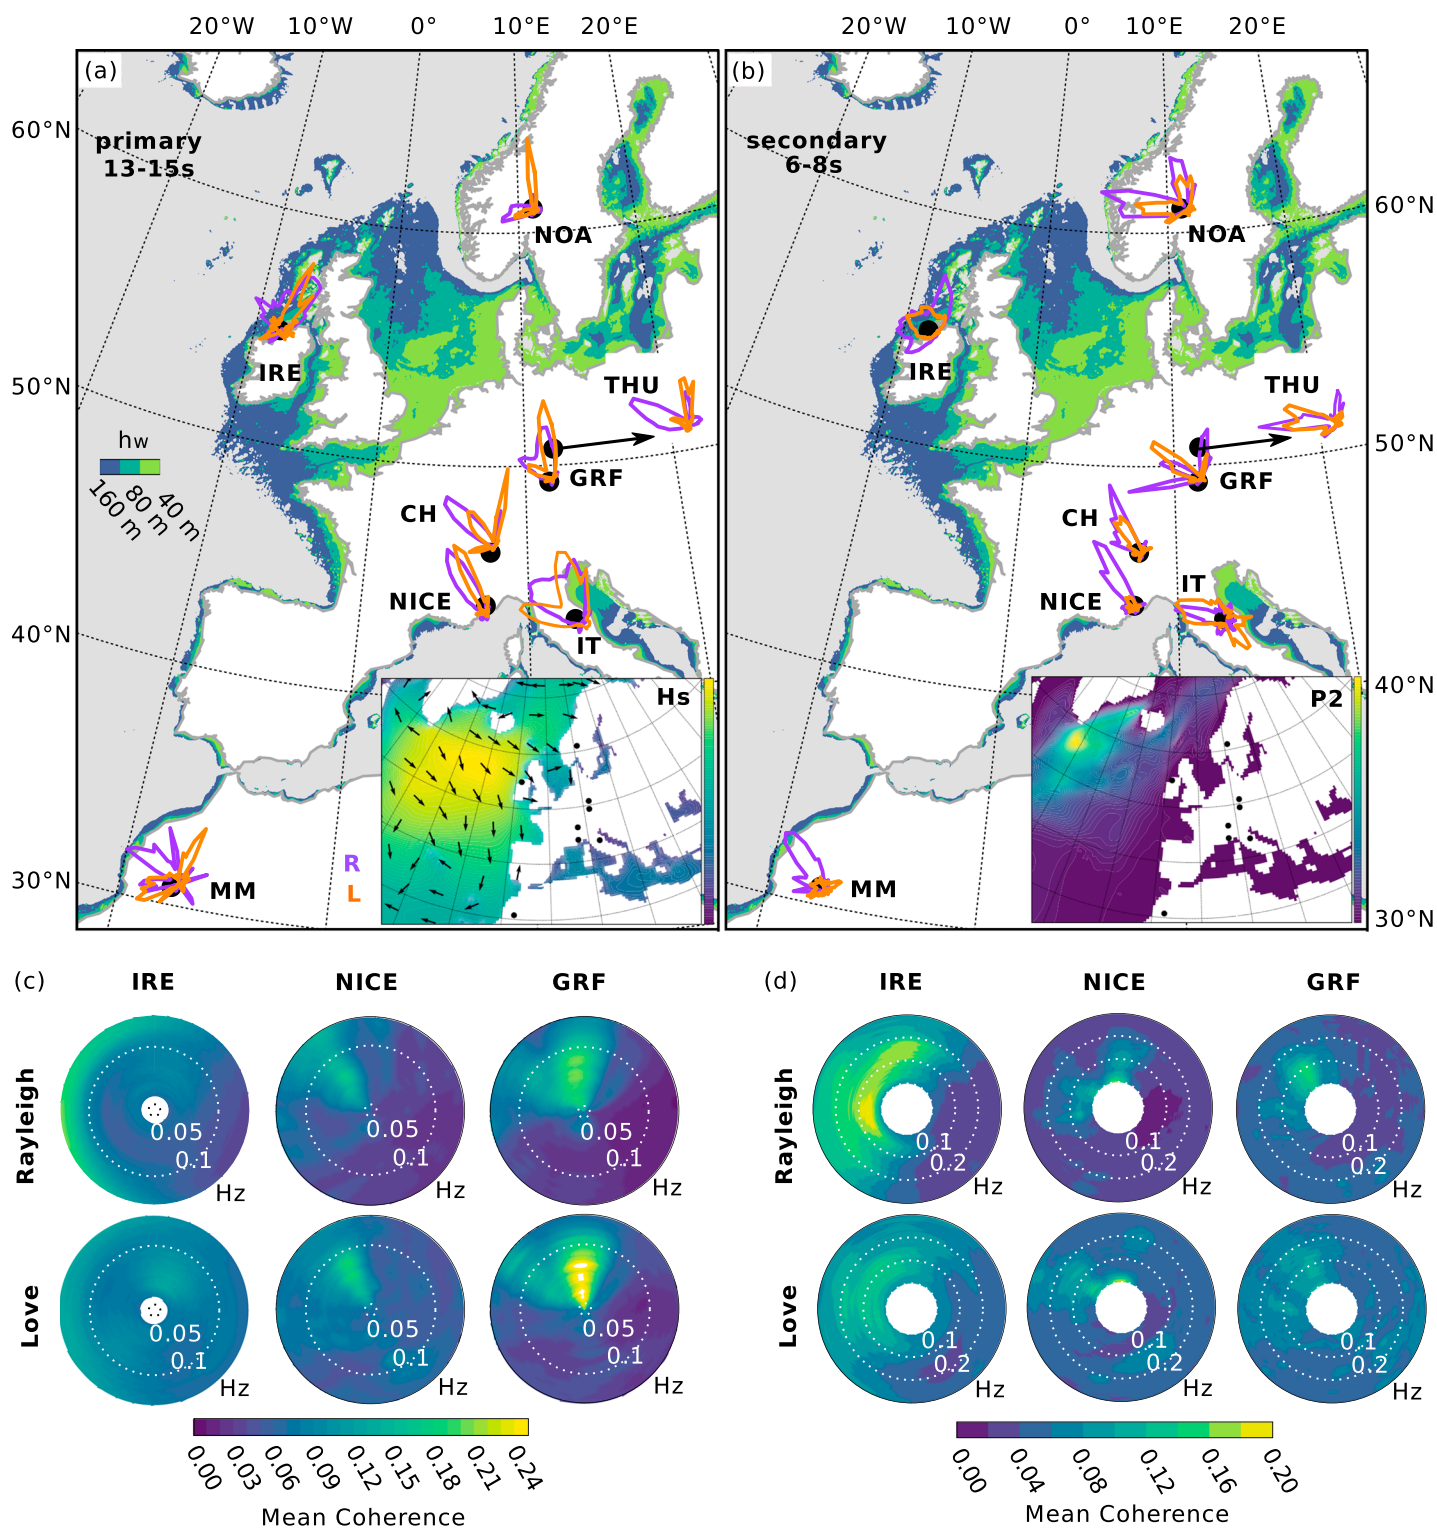 20°W 10°W 0° 10°E 20°E 20°W 10°W 0° 10°E 20°E
(a) (b)
60°N
primary
13-15s
secondary
6-8s
60°N
NOA NOA
IRE IRE
THU THU
50°N 50°N
hw
160 m 80 m 40 m
GRF GRF
CH CH
NICE NICE
IT IT
40°N 40°N
Hs P2
R
L
30°N 30°N
MM MM
(c) IRE NICE GRF (d) IRE NICE GRF
Rayleigh Rayleigh
0.05 0.05 0.05 0.1 0.1 0.1
0.1 0.1 0.1 0.2 0.2 0.2
Hz Hz Hz Hz Hz Hz
Love Love
0.05 0.05 0.05 0.1 0.1 0.1
0.1 0.1 0.1 0.2 0.2 0.2
Hz Hz Hz Hz Hz Hz
0.00 0.03 0.06 0.09 0.12 0.15 0.18 0.21 0.24
Mean Coherence
0.00 0.04 0.08 0.12 0.16 0.20
Mean Coherence